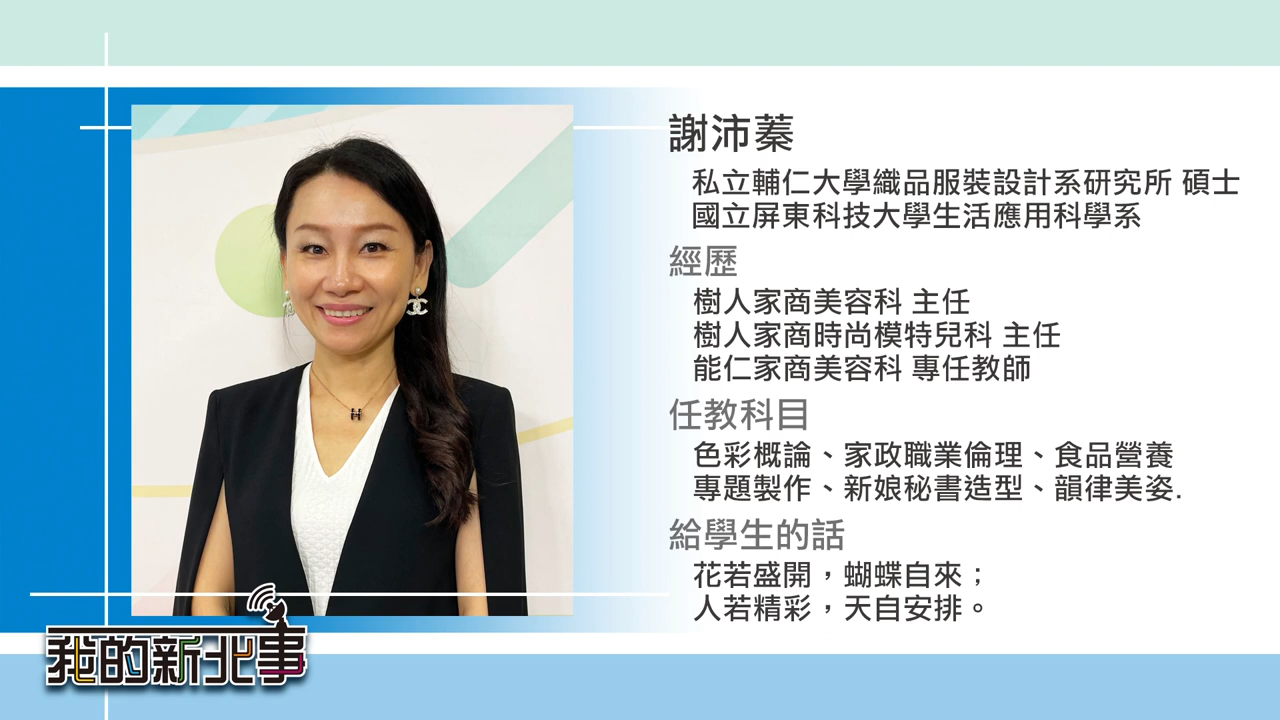 謝沛蓁
私立輔仁大學織品服裝設計系研究所 碩士
國立屏東科技大學生活應用科學系
經歷
樹人家商美容科 主任
樹人家商時尚模特兒科 主任
能仁家商美容科 專任教師
任教科目
色彩概論、家政職業倫理、食品營養
專題製作、新娘秘書造型、韻律美姿.
給學生的話
花若盛開，蝴蝶自來；
人若精彩，天自安排。
我的新北事